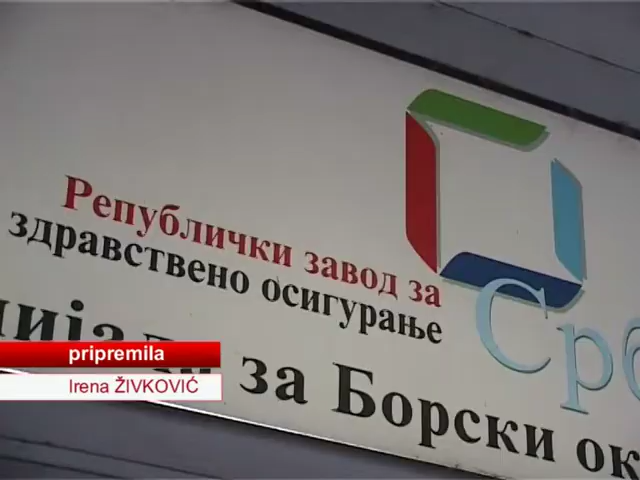 Републички завод за
здравствено осигурање
Срб
за Борски ок
pripremila
Irena ŽIVKOVIĆ